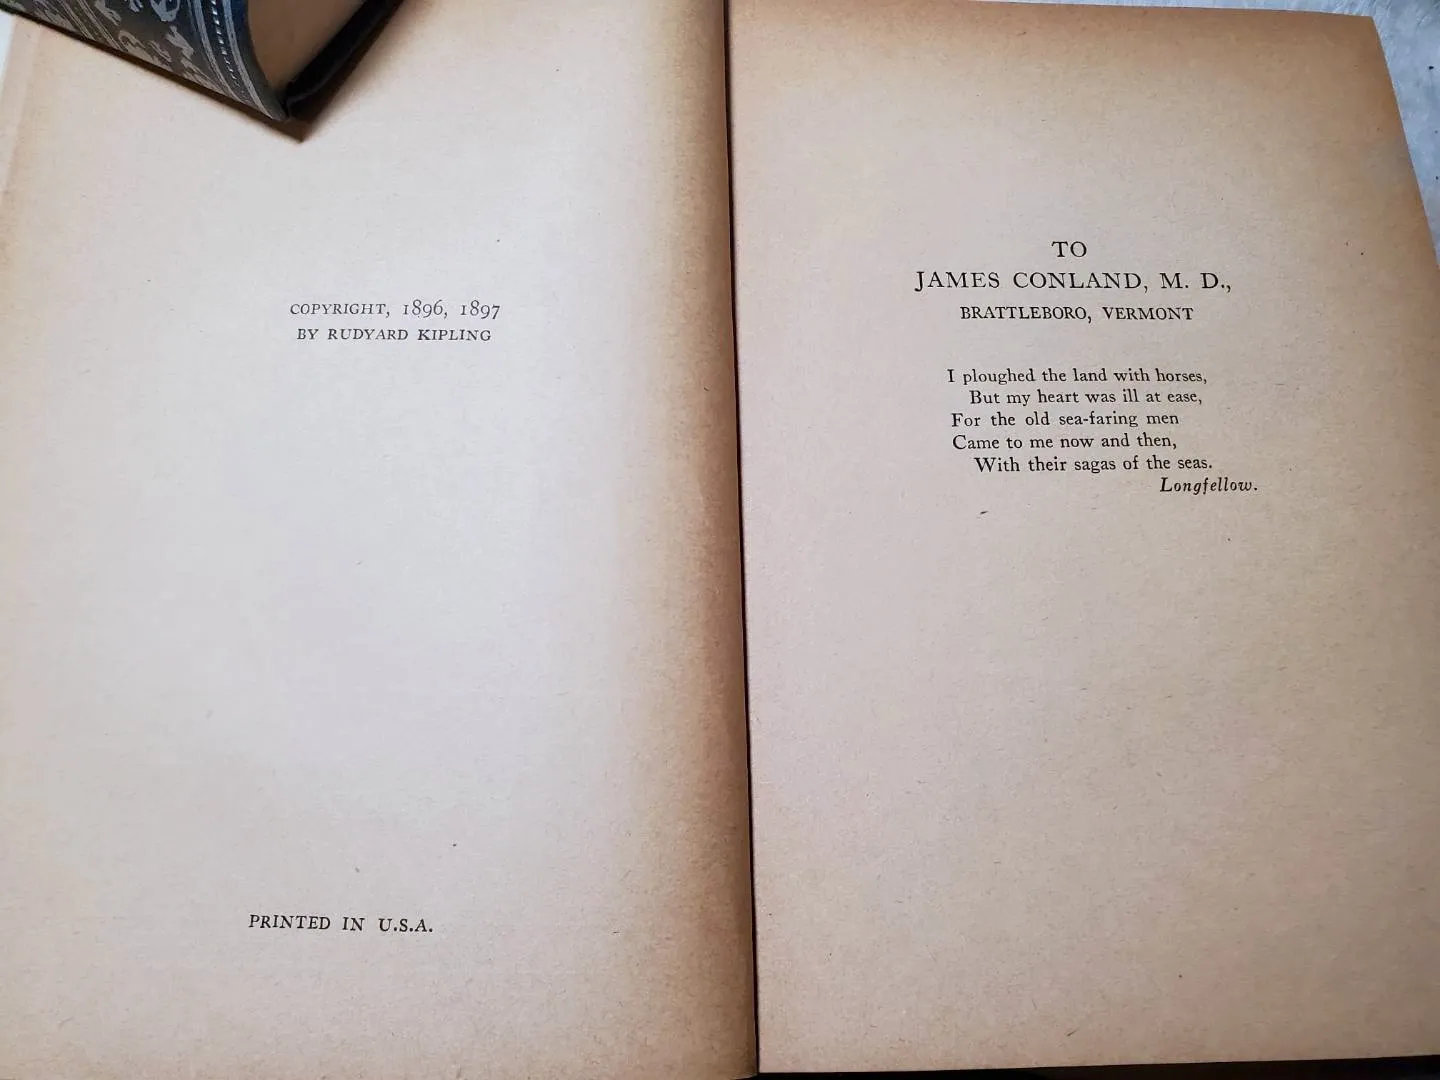 COPYRIGHT, 1896, 1897
BY RUDYARD KIPLING
PRINTED IN U.S.A.
TO
JAMES CONLAND, M. D.,
BRATTLEBORO, VERMONT
I ploughed the land with horses,
But my heart was ill at ease,
For the old sea-faring men
Came to me now and then,
With their sagas of the seas.
Longfellow.